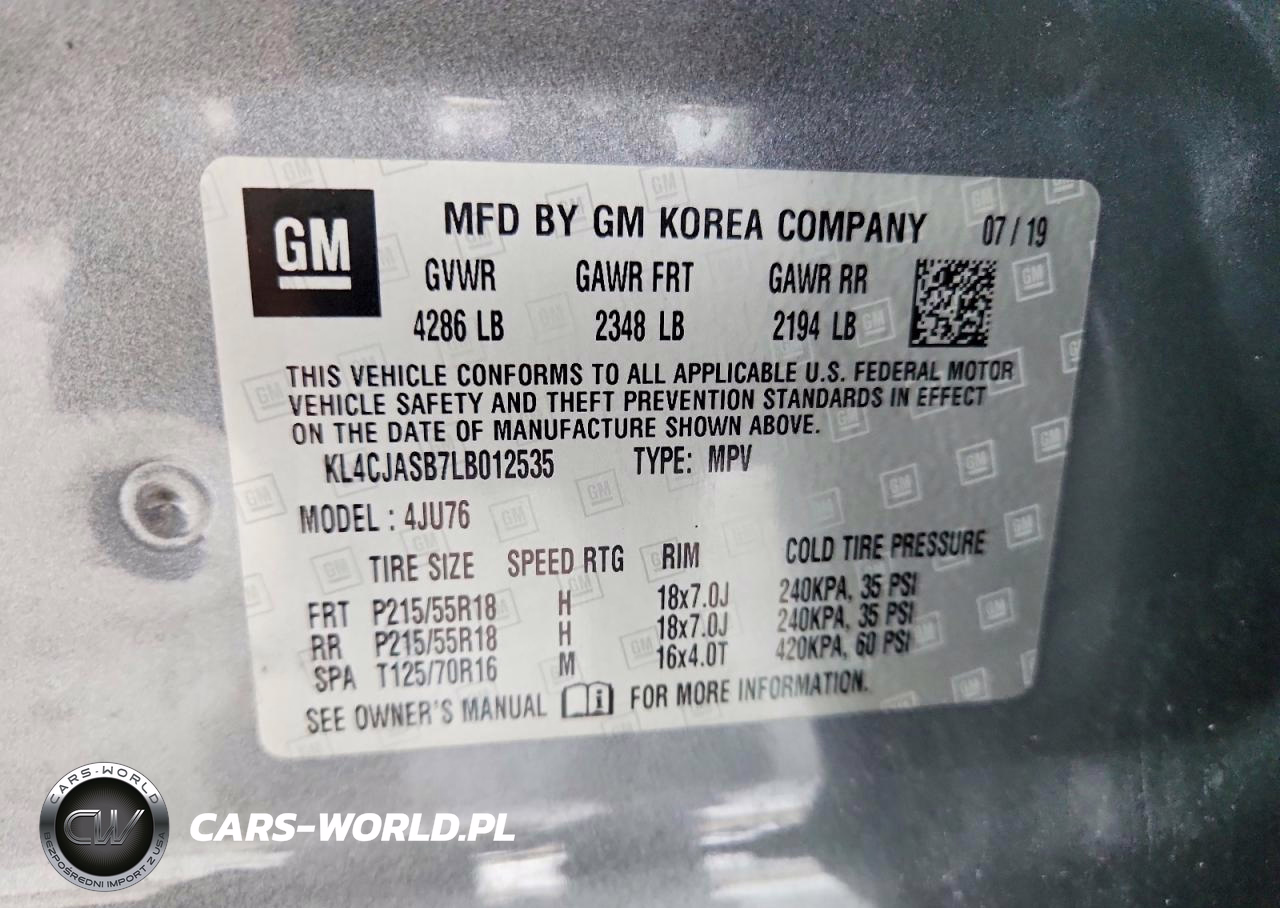 GM
MFD BY GM KOREA COMPANY 07 / 19
GVWR GAWR FRT GAWR RR
4286 LB 2348 LB 2194 LB
THIS VEHICLE CONFORMS TO ALL APPLICABLE U.S. FEDERAL MOTOR
VEHICLE SAFETY AND THEFT PREVENTION STANDARDS IN EFFECT
ON THE DATE OF MANUFACTURE SHOWN ABOVE.
KL4CJASB7LB012535 TYPE: MPV
MODEL : 4JU76
TIRE SIZE SPEED RTG RIM COLD TIRE PRESSURE
FRT P215/55R18 H 18x7.0J 240KPA, 35 PSI
RR P215/55R18 H 18x7.0J 240KPA, 35 PSI
SPA T125/70R16 M 16x4.0T 420KPA, 60 PSI
SEE OWNER'S MANUAL FOR MORE INFORMATION.
CARS-WORLD
CW
BEZPOŚREDNI IMPORT Z USA
CARS-WORLD.PL